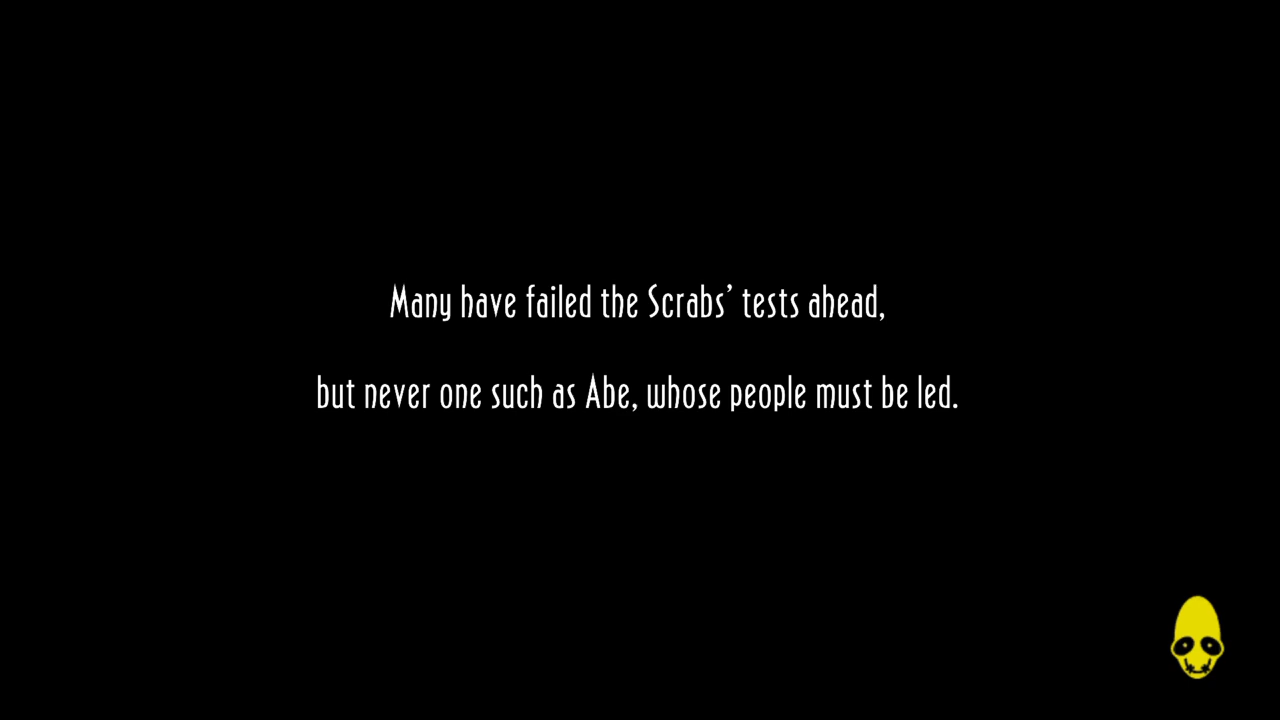 Many have failed the Scrabs’ tests ahead,
but never one such as Abe, whose people must be led.